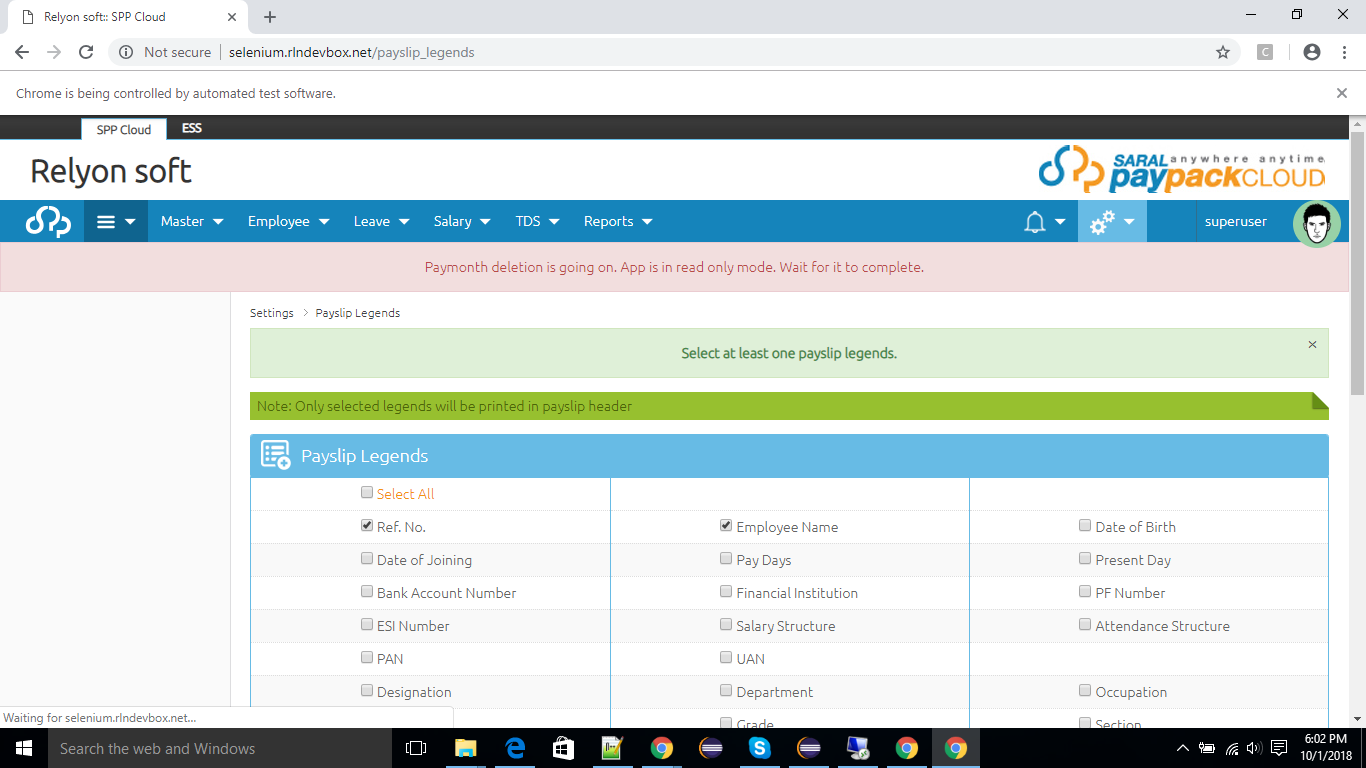 Relyon soft:: SPP Cloud
Not secure selenium.rlndevbox.net/payslip_legends
C
Chrome is being controlled by automated test software.
SPP Cloud ESS
Relyon soft
SARAL anywhere anytime
paypackCLOUD
Master Employee Leave Salary TDS Reports superuser
Paymonth deletion is going on. App is in read only mode. Wait for it to complete.
Settings > Payslip Legends
Select at least one payslip legends.
Note: Only selected legends will be printed in payslip header
Payslip Legends
Select All
Ref. No. Employee Name Date of Birth
Date of Joining Pay Days Present Day
Bank Account Number Financial Institution PF Number
ESI Number Salary Structure Attendance Structure
PAN UAN
Designation Department Occupation
Grade Section
Waiting for selenium.rlndevbox.net...
Search the web and Windows
6:02 PM
10/1/2018